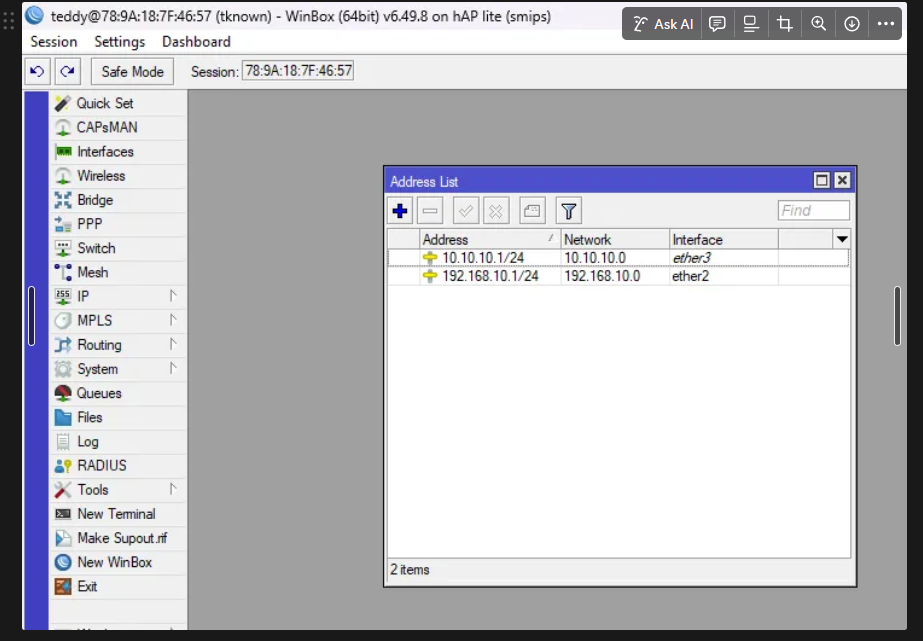 teddy@78:9A:18:7F:46:57 (tknown) - WinBox (64bit) v6.49.8 on hAP lite (smips)
Ask AI
Session Settings Dashboard
Safe Mode Session: 78:9A:18:7F:46:57
Quick Set
CAPsMAN
Interfaces
Wireless
Bridge
PPP
Switch
Mesh
255 IP
MPLS
Routing
System
Queues
Files
Log
RADIUS
Tools
New Terminal
Make Supout.rif
New WinBox
Exit
Address List
Find
Address Network Interface
10.10.10.1/24 10.10.10.0 ether3
192.168.10.1/24 192.168.10.0 ether2
2 items